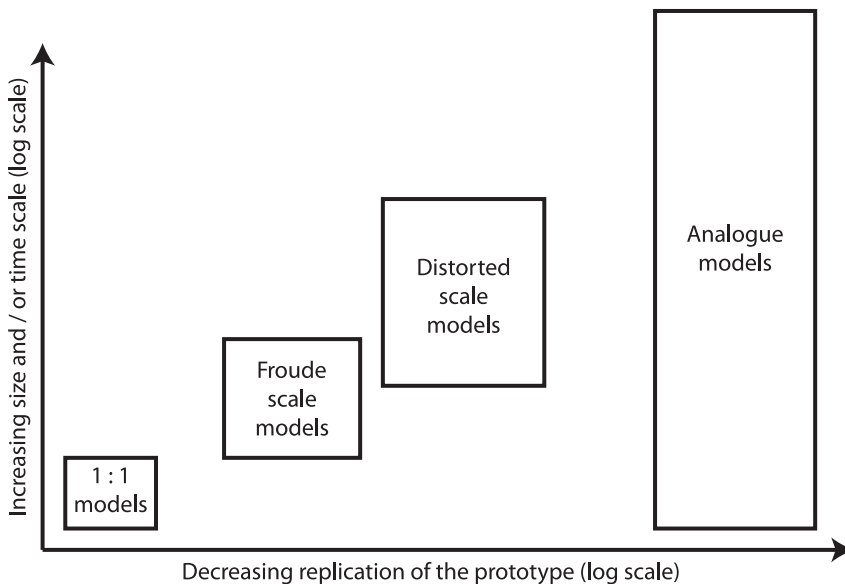 Increasing size and / or time scale (log scale)
Analogue
models
Distorted
scale
models
Froude
scale
models
1 : 1
models
Decreasing replication of the prototype (log scale)